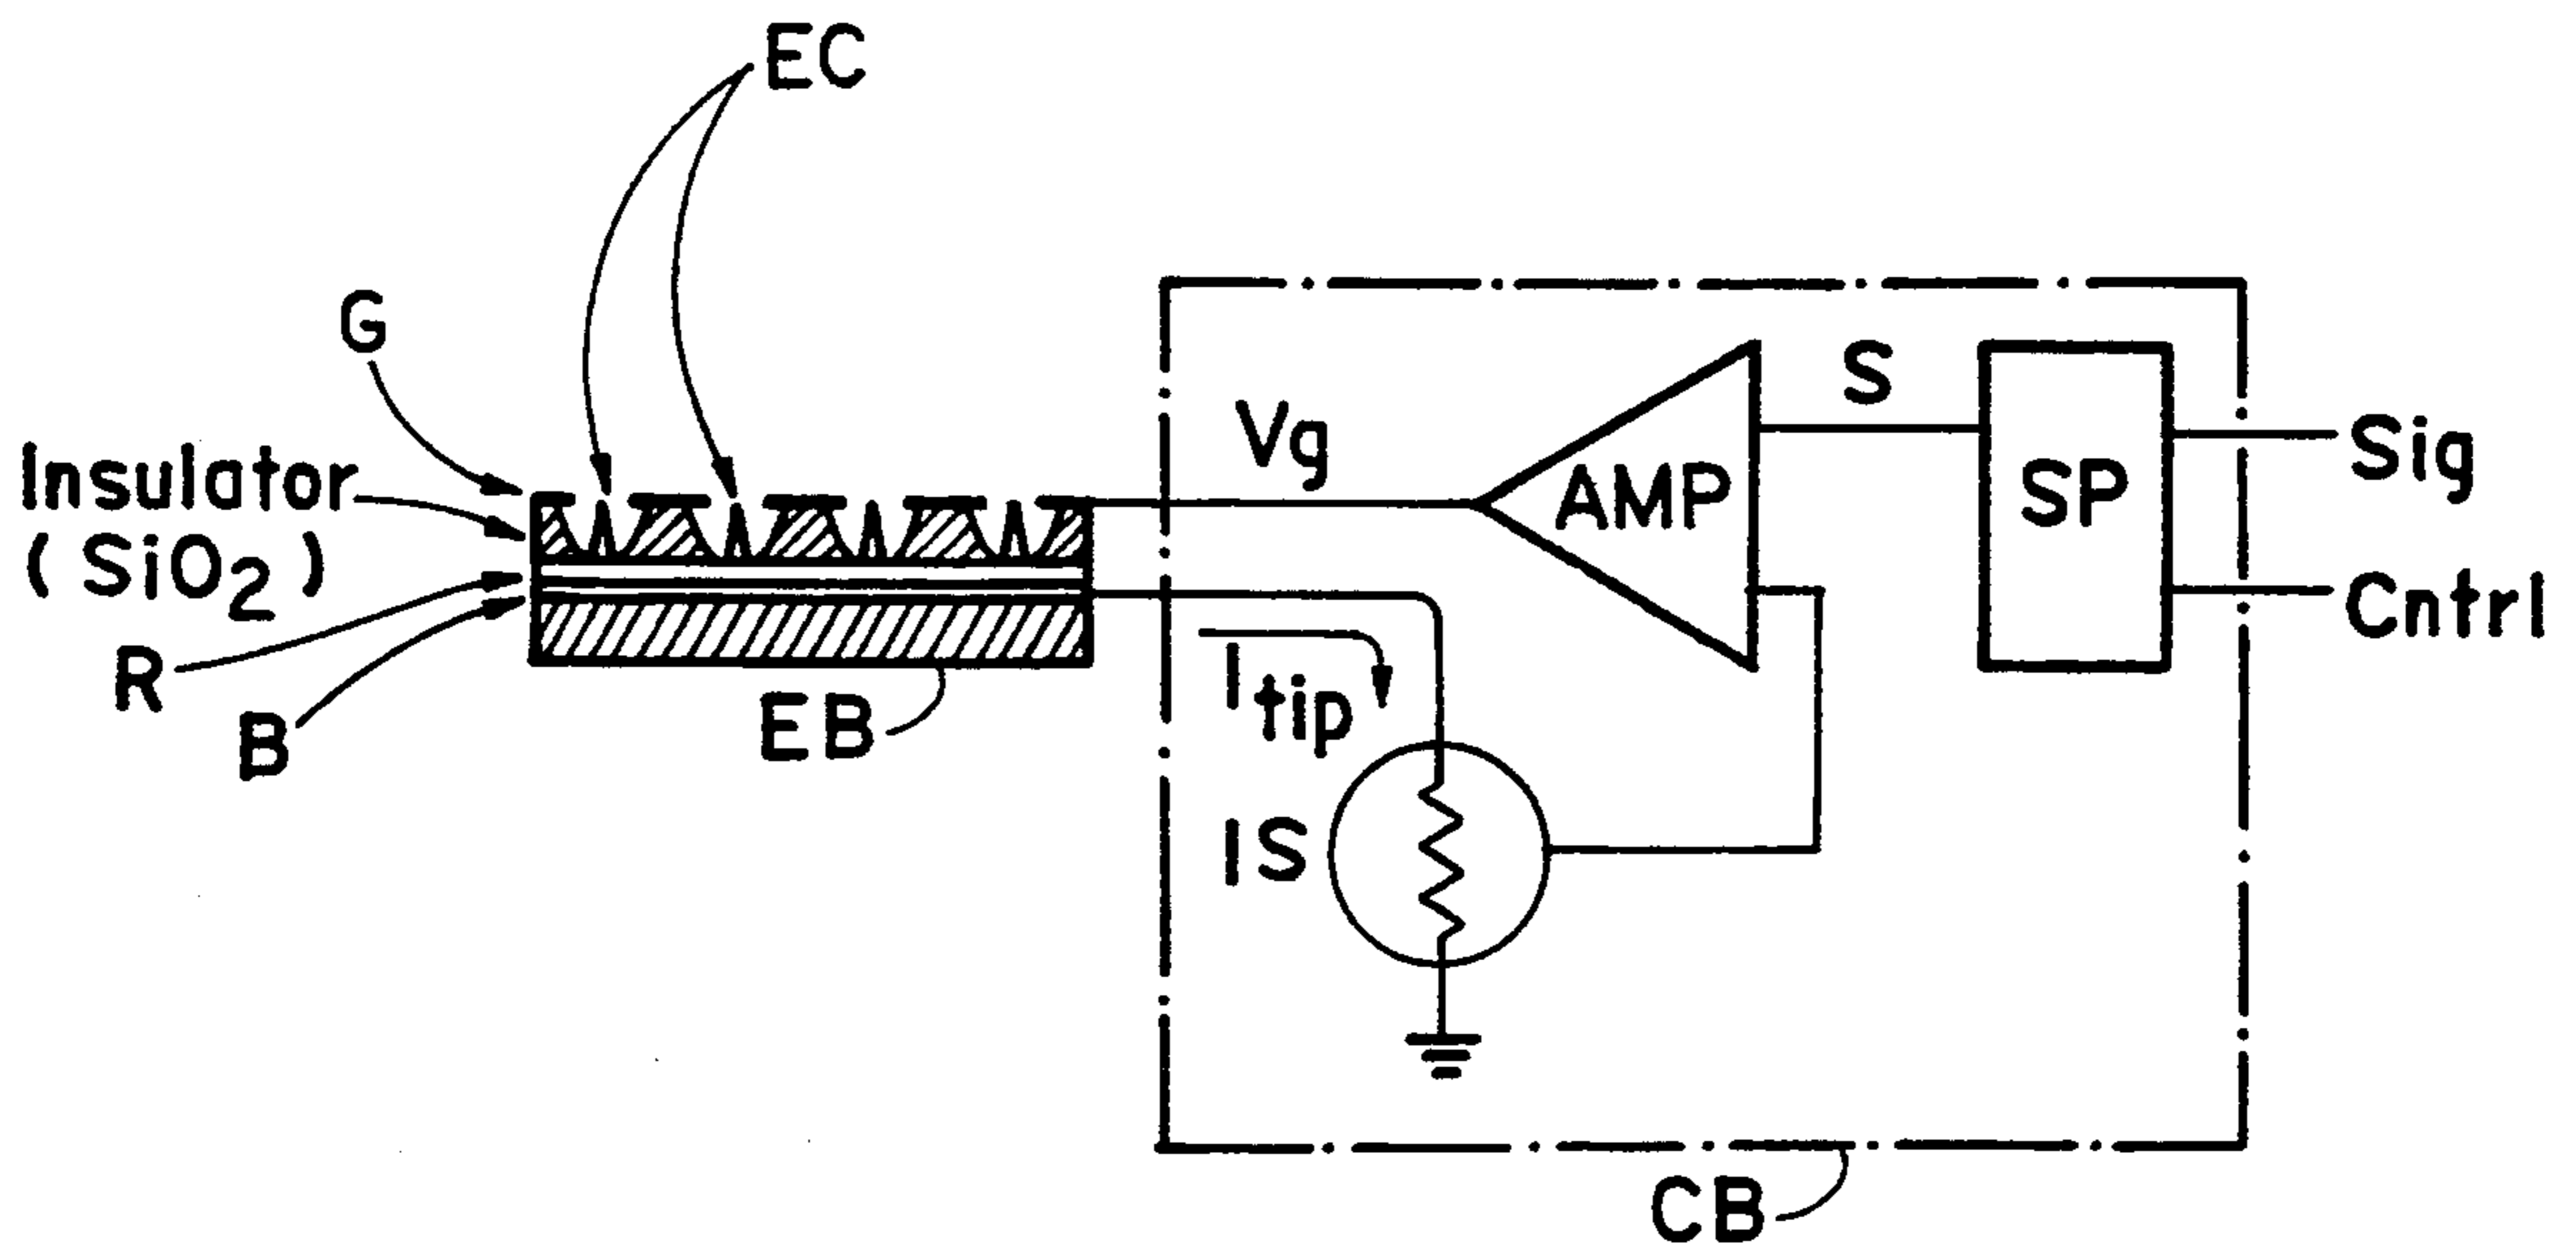 EC
G
Insulator
(SiO2)
R
B
EB
Vg
AMP
S
SP
Sig
Cntrl
Itip
IS
CB